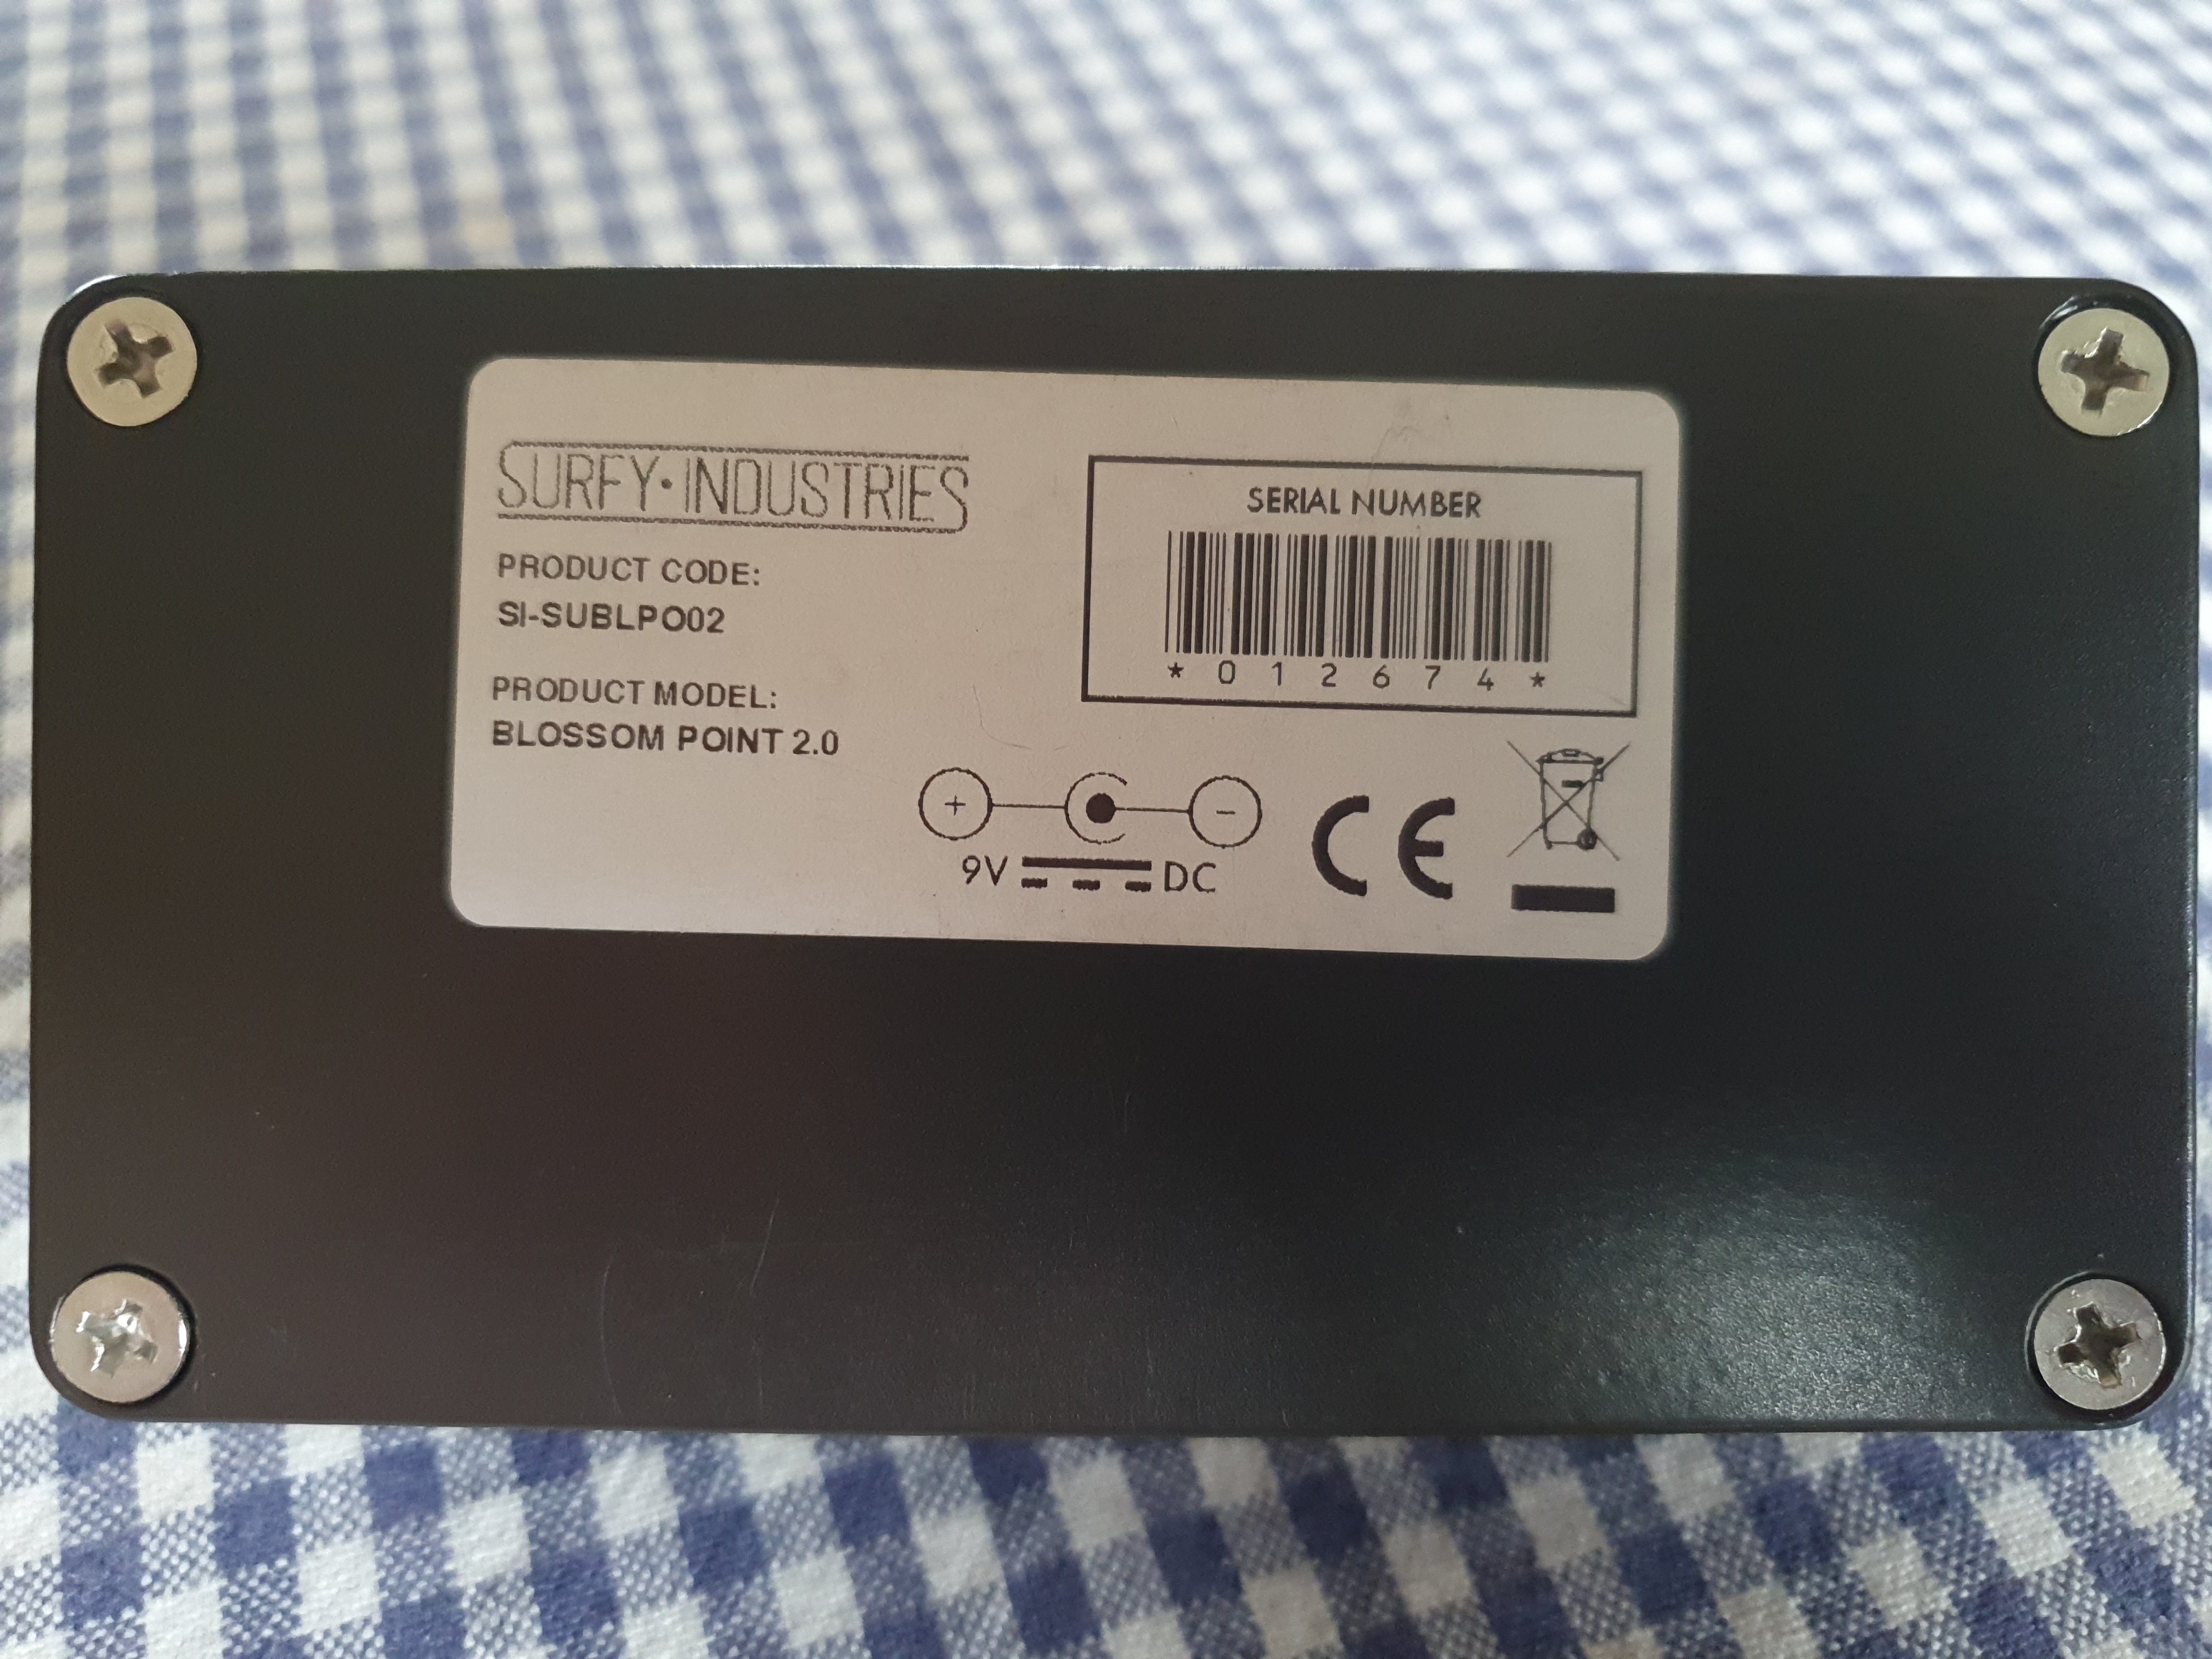 SURFY·INDUSTRIES
PRODUCT CODE:
SI-SUBLPO02
PRODUCT MODEL:
BLOSSOM POINT 2.0
SERIAL NUMBER
* 0 1 2 6 7 4 *
+ −
9V DC
CE